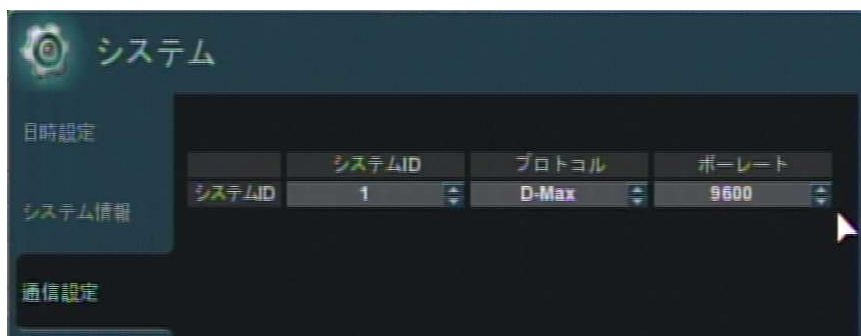 システム
日時設定
システムID プロトコル ボーレート
システムID 1 D-Max 9600
システム情報
通信設定